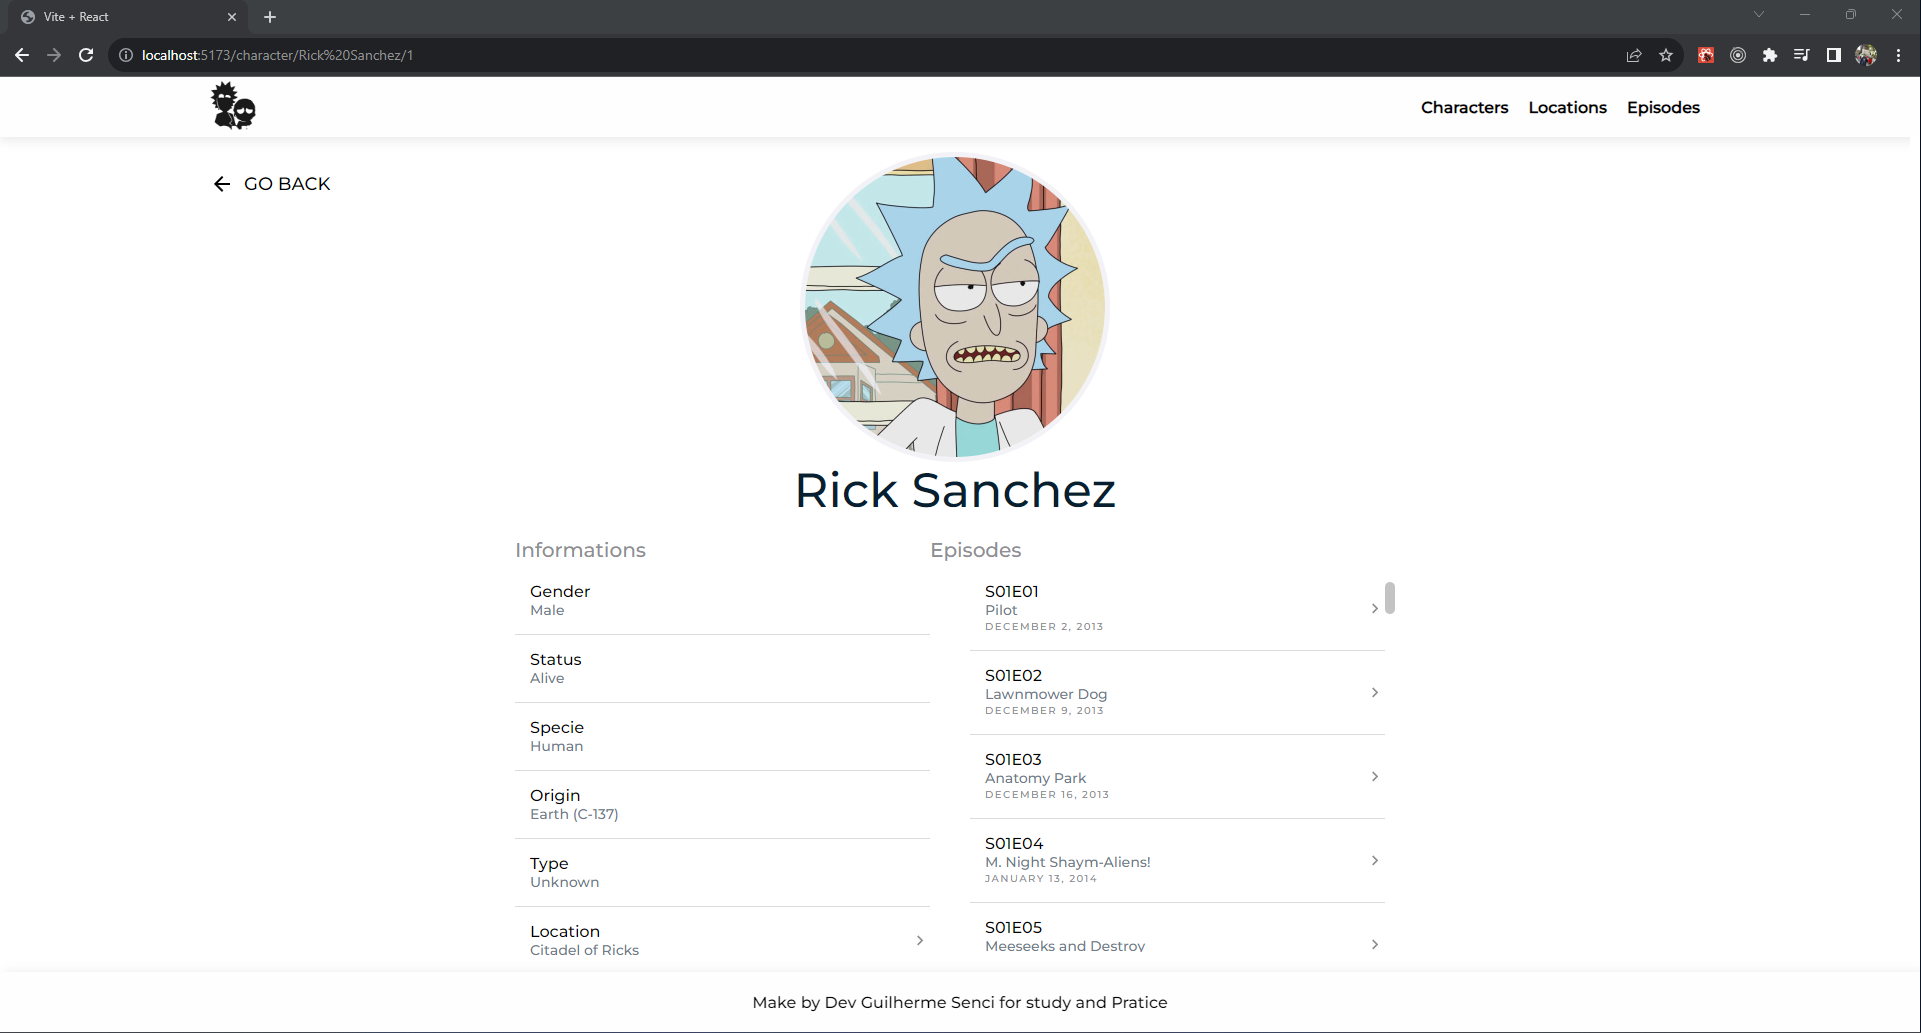 Vite + React
localhost:5173/character/Rick%20Sanchez/1
Characters Locations Episodes
GO BACK
Rick Sanchez
Informations
Gender
Male
Status
Alive
Specie
Human
Origin
Earth (C-137)
Type
Unknown
Location
Citadel of Ricks
Episodes
S01E01
Pilot
DECEMBER 2, 2013
S01E02
Lawnmower Dog
DECEMBER 9, 2013
S01E03
Anatomy Park
DECEMBER 16, 2013
S01E04
M. Night Shaym-Aliens!
JANUARY 13, 2014
S01E05
Meeseeks and Destroy
Make by Dev Guilherme Senci for study and Pratice